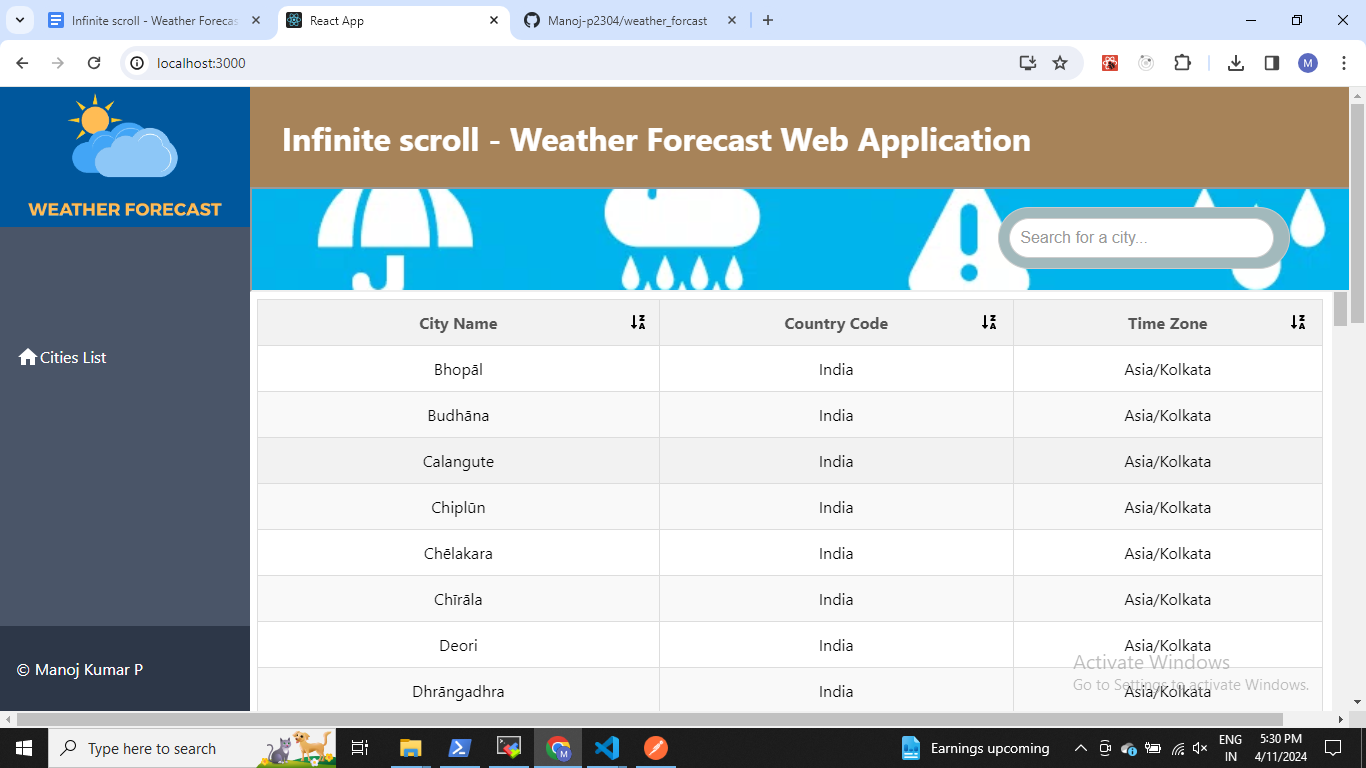 Infinite scroll - Weather Forecas
React App
Manoj-p2304/weather_forcast
localhost:3000
M
WEATHER FORECAST
Infinite scroll - Weather Forecast Web Application
Search for a city...
Cities List
City Name Country Code Time Zone
Bhopāl India Asia/Kolkata
Budhāna India Asia/Kolkata
Calangute India Asia/Kolkata
Chiplūn India Asia/Kolkata
Chēlakara India Asia/Kolkata
Chīrāla India Asia/Kolkata
Deori India Asia/Kolkata
Dhrāngadhra India Asia/Kolkata
© Manoj Kumar P
Activate Windows
Go to Settings to activate Windows.
Type here to search
M
Earnings upcoming
ENG
IN
5:30 PM
4/11/2024